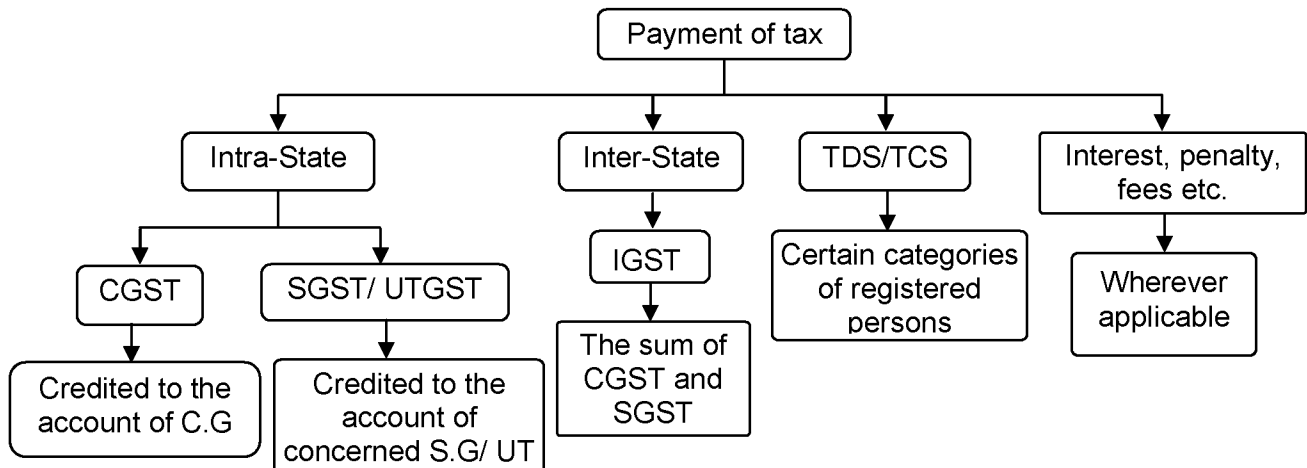 Payment of tax
Intra-State
Inter-State
TDS/TCS
Interest, penalty,
fees etc.
CGST
SGST/ UTGST
IGST
Certain categories
of registered
persons
Wherever
applicable
Credited to the
account of C.G
Credited to the
account of
concerned S.G/ UT
The sum of
CGST and
SGST